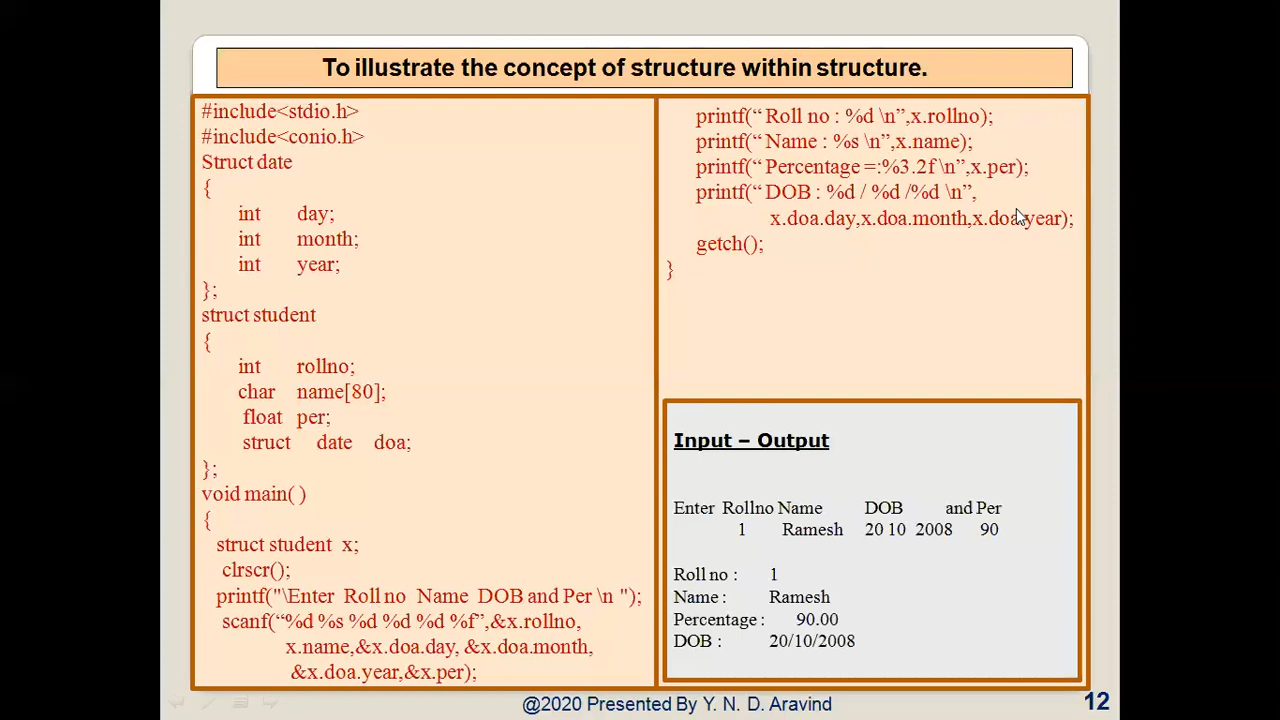 To illustrate the concept of structure within structure.
#include<stdio.h>
#include<conio.h>
Struct date
{
int day;
int month;
int year;
};
struct student
{
int rollno;
char name[80];
float per;
struct date doa;
};
void main( )
{
struct student x;
clrscr();
printf("\Enter Roll no Name DOB and Per \n ");
scanf(“%d %s %d %d %d %f”,&x.rollno,
x.name,&x.doa.day, &x.doa.month,
&x.doa.year,&x.per);
printf(“ Roll no : %d \n”,x.rollno);
printf(“ Name : %s \n”,x.name);
printf(“ Percentage =:%3.2f \n”,x.per);
printf(“ DOB : %d / %d /%d \n”,
x.doa.day,x.doa.month,x.doa.year);
getch();
}
Input – Output
Enter Rollno Name DOB and Per
1 Ramesh 20 10 2008 90
Roll no : 1
Name : Ramesh
Percentage : 90.00
DOB : 20/10/2008
@2020 Presented By Y. N. D. Aravind
12